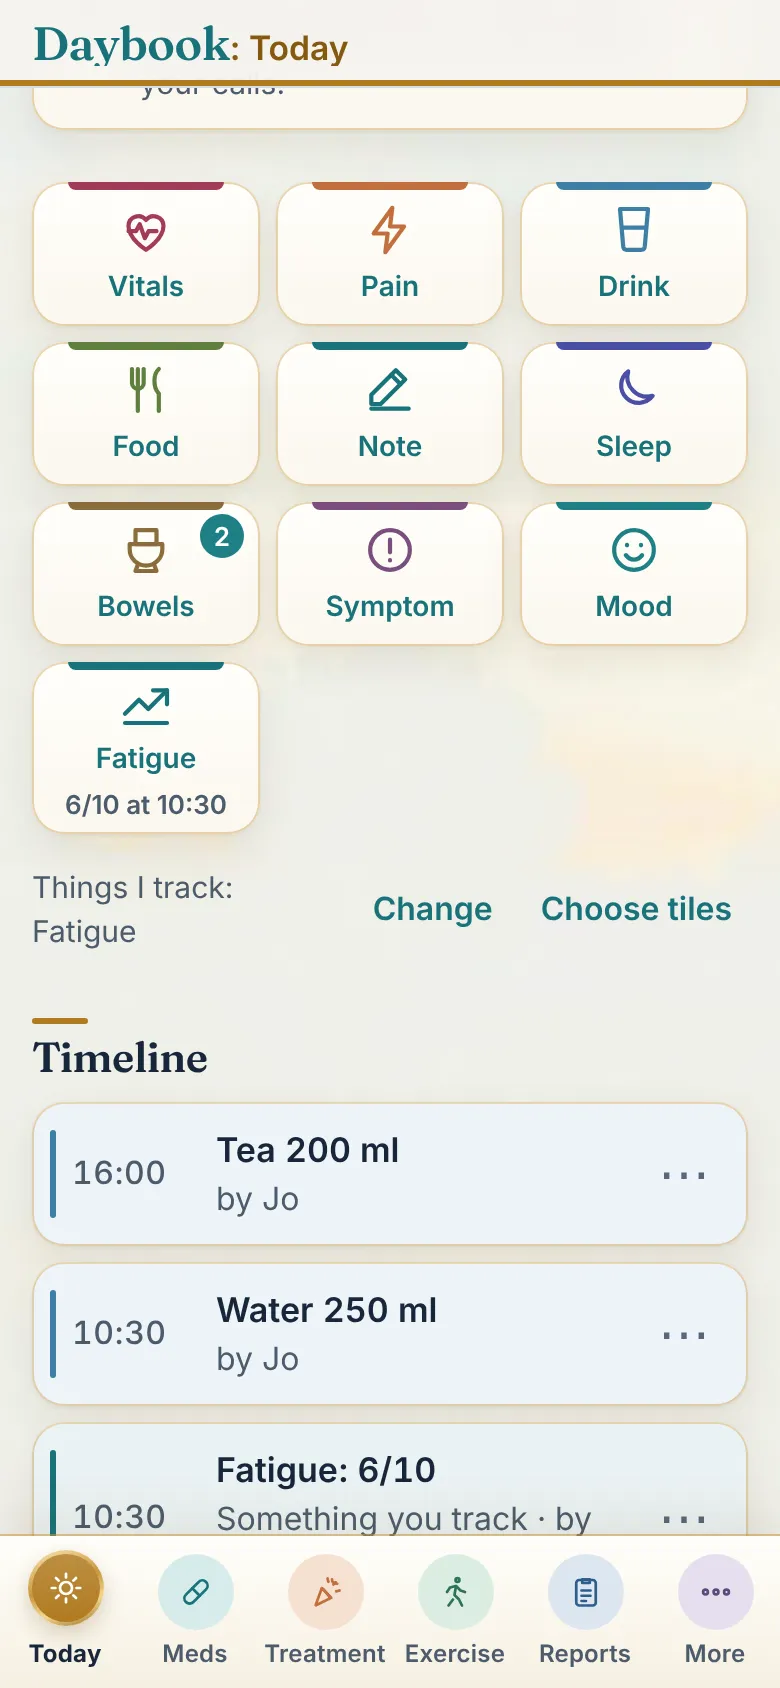 Daybook: Today
your calls.
Vitals
Pain
Drink
Food
Note
Sleep
2
Bowels
Symptom
Mood
Fatigue
6/10 at 10:30
Things I track:
Fatigue
Change
Choose tiles
Timeline
16:00
Tea 200 ml
by Jo
10:30
Water 250 ml
by Jo
10:30
Fatigue: 6/10
Something you track · by
Today
Meds
Treatment
Exercise
Reports
More